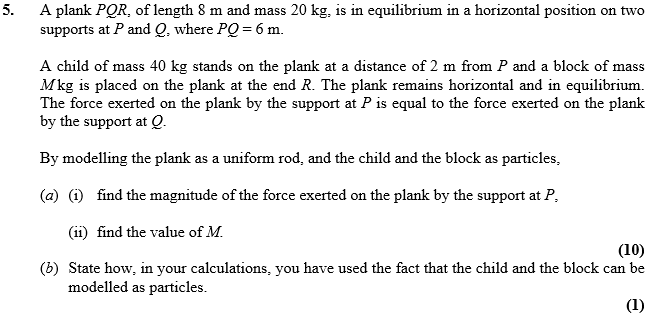 5. A plank PQR, of length 8 m and mass 20 kg, is in equilibrium in a horizontal position on two
supports at P and Q, where PQ = 6 m.
A child of mass 40 kg stands on the plank at a distance of 2 m from P and a block of mass
M kg is placed on the plank at the end R. The plank remains horizontal and in equilibrium.
The force exerted on the plank by the support at P is equal to the force exerted on the plank
by the support at Q.
By modelling the plank as a uniform rod, and the child and the block as particles,
(a) (i) find the magnitude of the force exerted on the plank by the support at P,
(ii) find the value of M.
(10)
(b) State how, in your calculations, you have used the fact that the child and the block can be
modelled as particles.
(1)